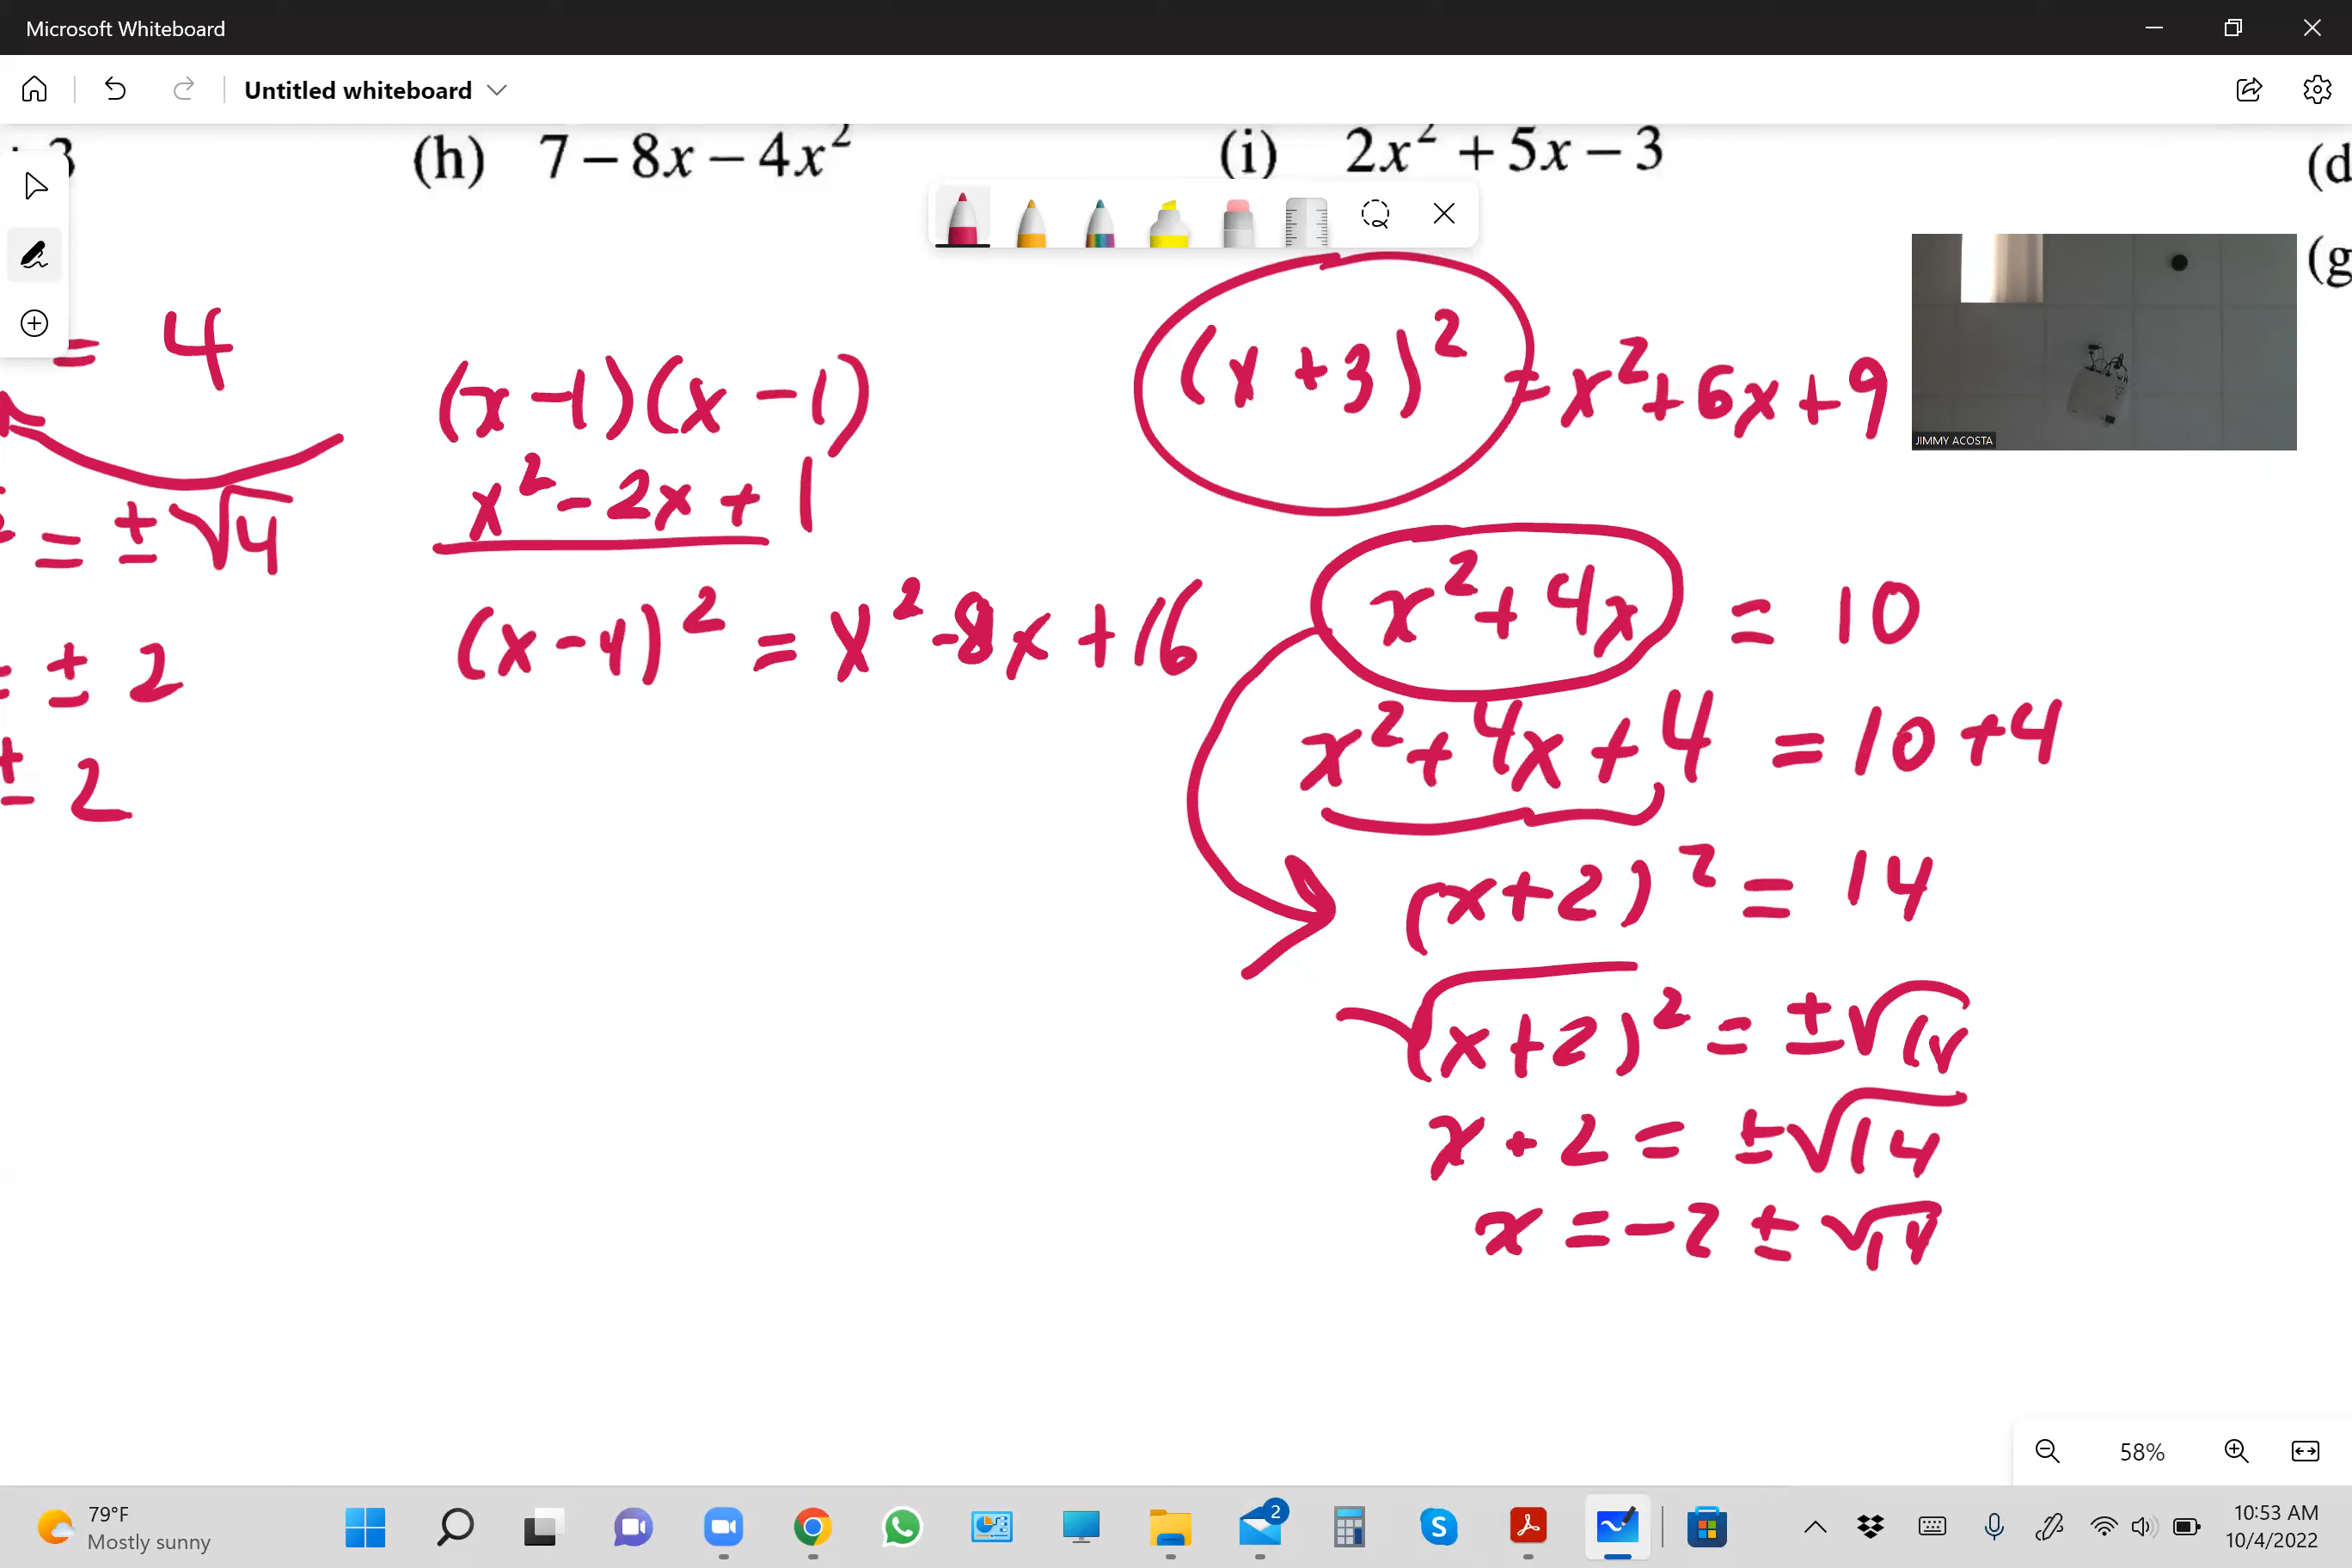 Microsoft Whiteboard
Untitled whiteboard
(h) 7 − 8x − 4x²
(i) 2x² + 5x − 3
(d
(g
= 4
= ±√4
= ± 2
± 2
(x − 1)(x − 1)
x² − 2x + 1
(x − 4)² = x² − 8x + 16
(x + 3)² = x² + 6x + 9
JIMMY ACOSTA
x² + 4x = 10
x² + 4x + 4 = 10 + 4
(x + 2)² = 14
√(x + 2)² = ±√14
x + 2 = ±√14
x = −2 ± √14
58%
79°F
Mostly sunny
2
10:53 AM
10/4/2022